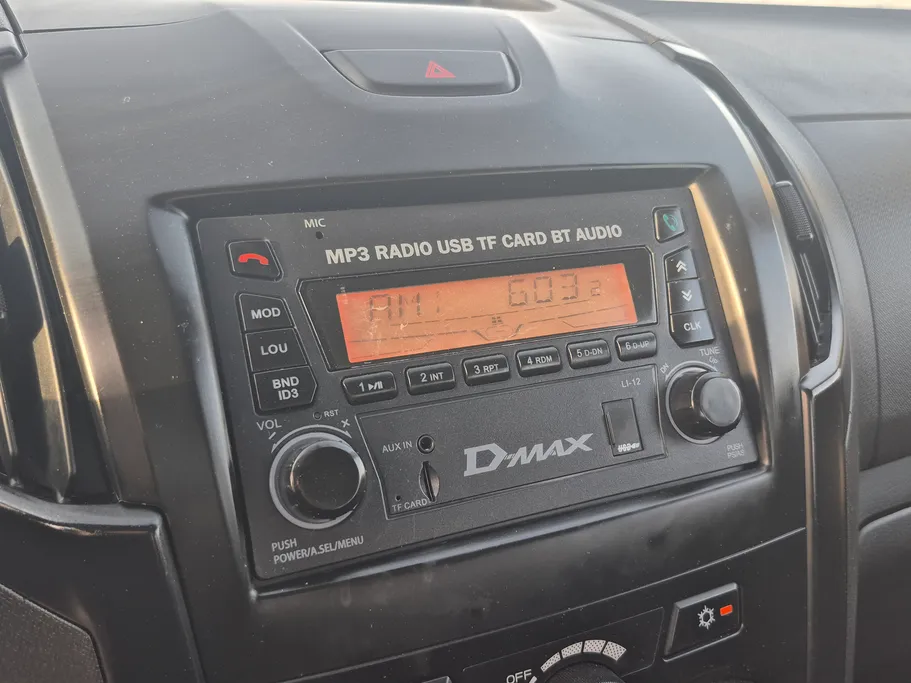 MIC
MP3 RADIO USB TF CARD BT AUDIO
MOD
LOU
BND
ID3
AM1 603 2
CLK
1
2 INT
3 RPT
4 RDM
5 D-DN
6 D-UP
VOL
RST
AUX IN
TF CARD
D-MAX
LI-12
TUNE
PUSH
PS/AS
PUSH
POWER/A.SEL/MENU
OFF